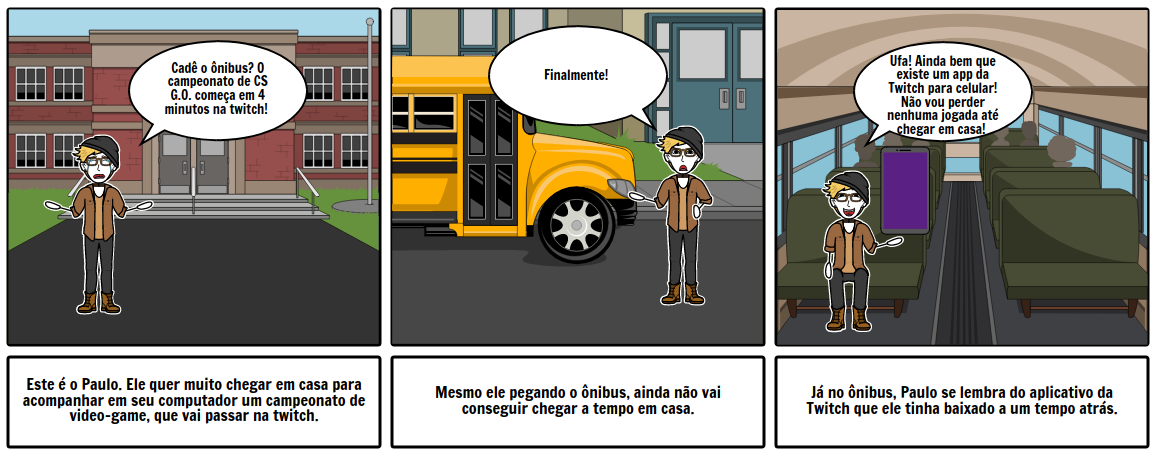 Cadê o ônibus? O
campeonato de CS
G.O. começa em 4
minutos na twitch!
Finalmente!
Ufa! Ainda bem que
existe um app da
Twitch para celular!
Não vou perder
nenhuma jogada até
chegar em casa!
Este é o Paulo. Ele quer muito chegar em casa para
acompanhar em seu computador um campeonato de
video-game, que vai passar na twitch.
Mesmo ele pegando o ônibus, ainda não vai
conseguir chegar a tempo em casa.
Já no ônibus, Paulo se lembra do aplicativo da
Twitch que ele tinha baixado a um tempo atrás.